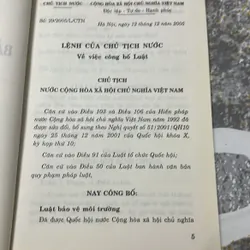 CHỦ TỊCH NƯỚC CỘNG HÒA XÃ HỘI CHỦ NGHĨA VIỆT NAM
Độc lập - Tự do - Hạnh phúc
Số: 29/2005/L/CTN Hà Nội, ngày 12 tháng 12 năm 2005
LỆNH CỦA CHỦ TỊCH NƯỚC
Về việc công bố Luật
CHỦ TỊCH
NƯỚC CỘNG HÒA XÃ HỘI CHỦ NGHĨA VIỆT NAM
Căn cứ vào Điều 103 và Điều 106 của Hiến pháp
nước Cộng hòa xã hội chủ nghĩa Việt Nam năm 1992 đã
được sửa đổi, bổ sung theo Nghị quyết số 51/2001/QH10
ngày 25 tháng 12 năm 2001 của Quốc hội khóa X,
kỳ họp thứ 10;
Căn cứ vào Điều 91 của Luật tổ chức Quốc hội;
Căn cứ vào Điều 50 của Luật ban hành văn bản
quy phạm pháp luật,
NAY CÔNG BỐ:
Luật bảo vệ môi trường
Đã được Quốc hội nước Cộng hòa xã hội chủ nghĩa
5